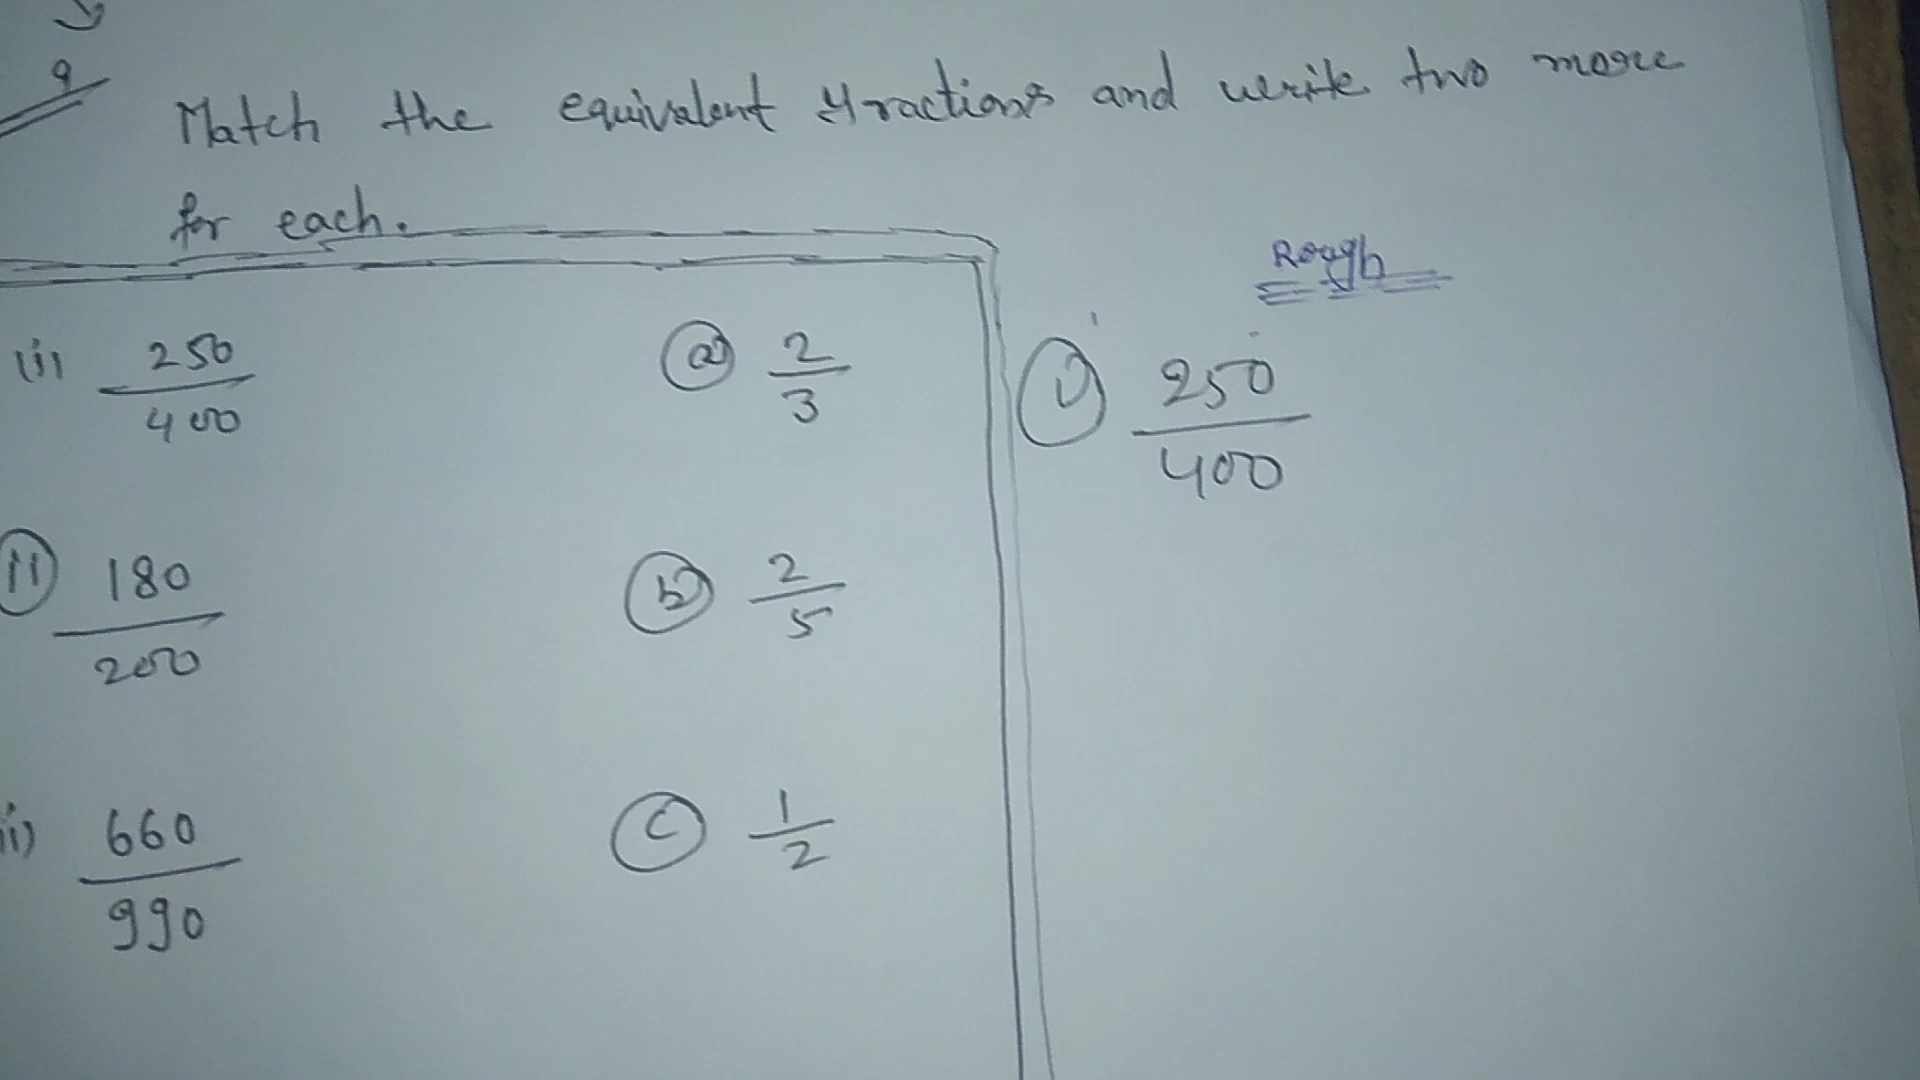 9
Match the equivalent fractions and write two more
for each.
Rough
(i) 250/400
(a) 2/3
(i) 250/400
(ii) 180/200
(b) 2/5
ii) 660/990
(c) 1/2